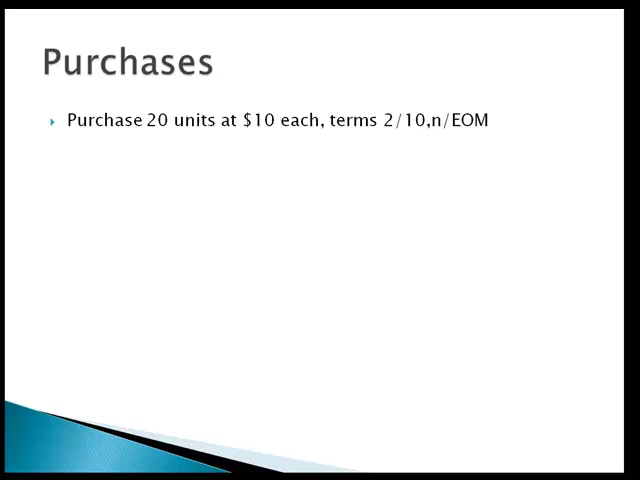 Purchases
Purchase 20 units at $10 each, terms 2/10,n/EOM